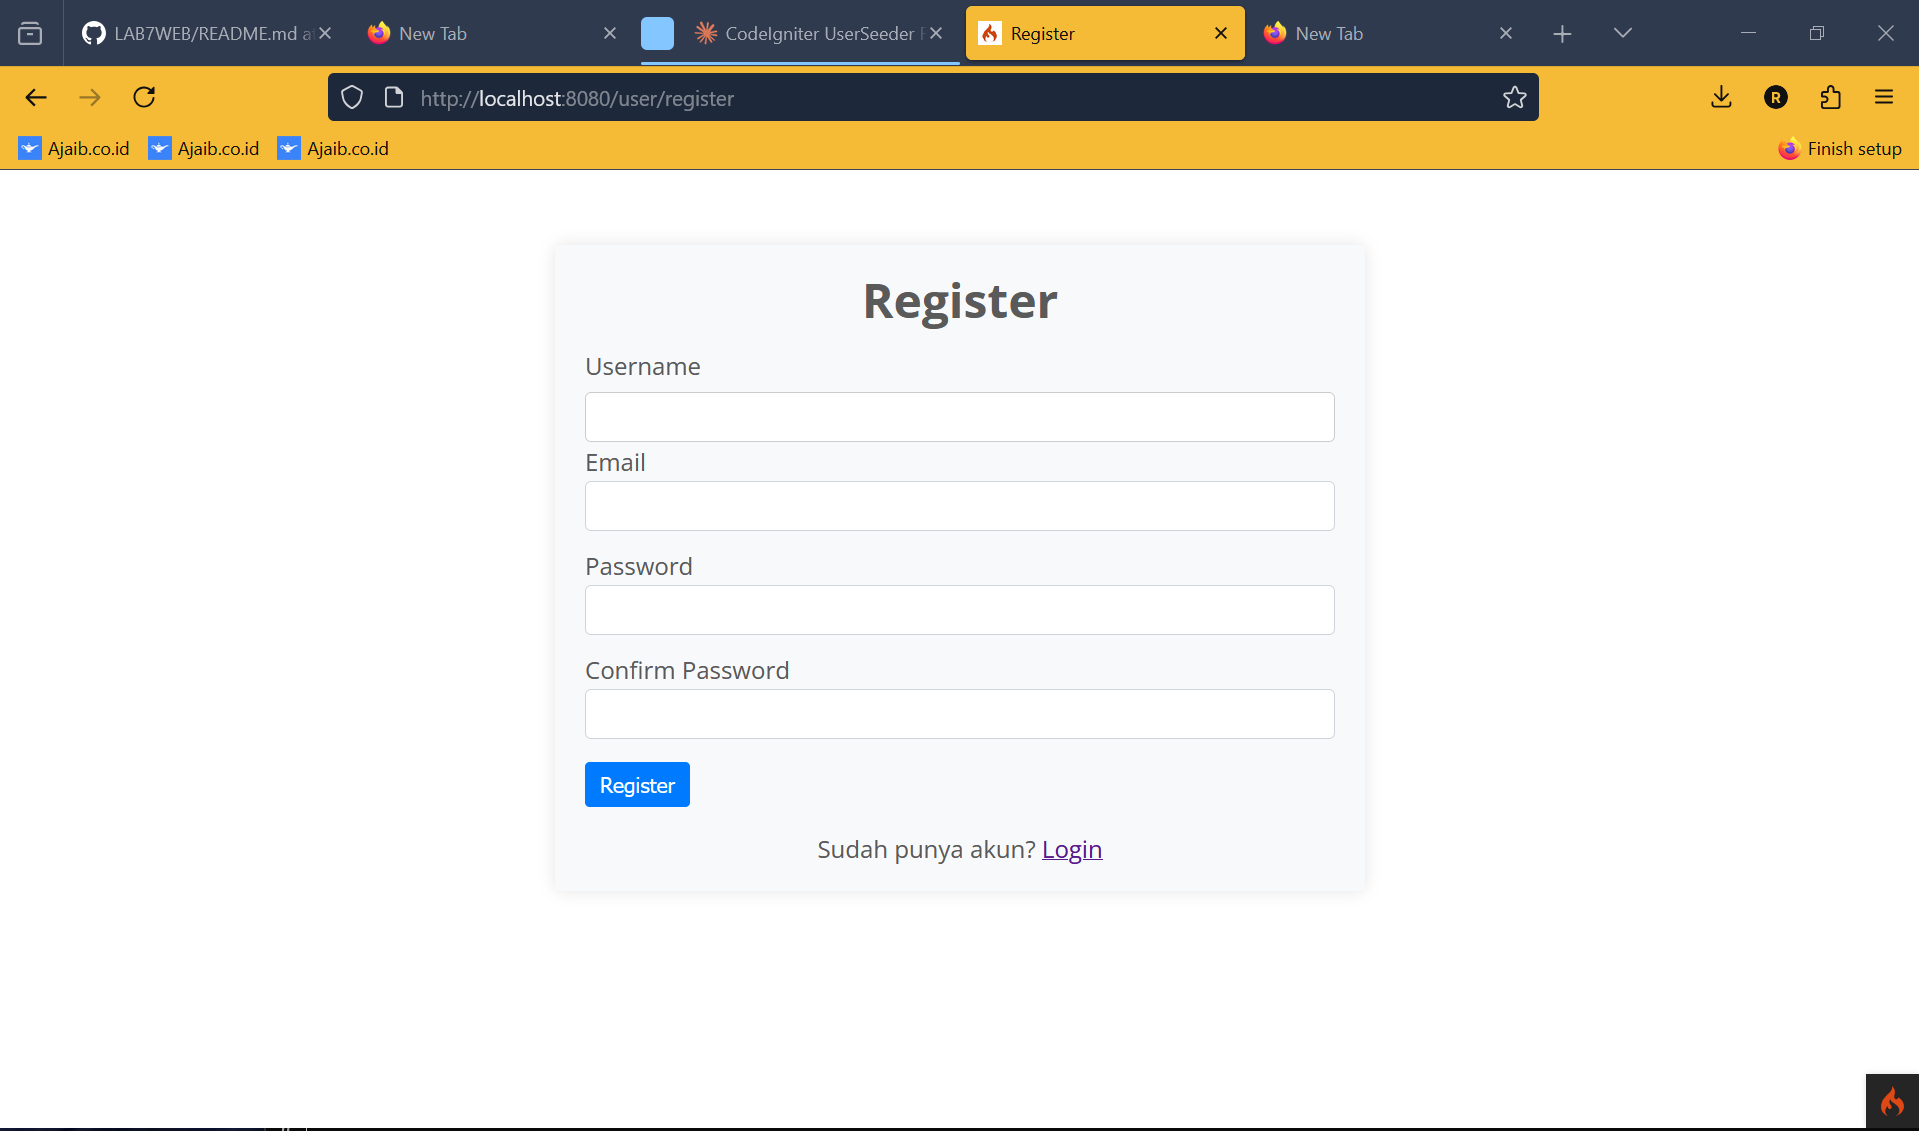 LAB7WEB/README.md a
New Tab
CodeIgniter UserSeeder
Register
New Tab
http://localhost:8080/user/register
R
Ajaib.co.id
Ajaib.co.id
Ajaib.co.id
Finish setup
Register
Username
Email
Password
Confirm Password
Register
Sudah punya akun? Login